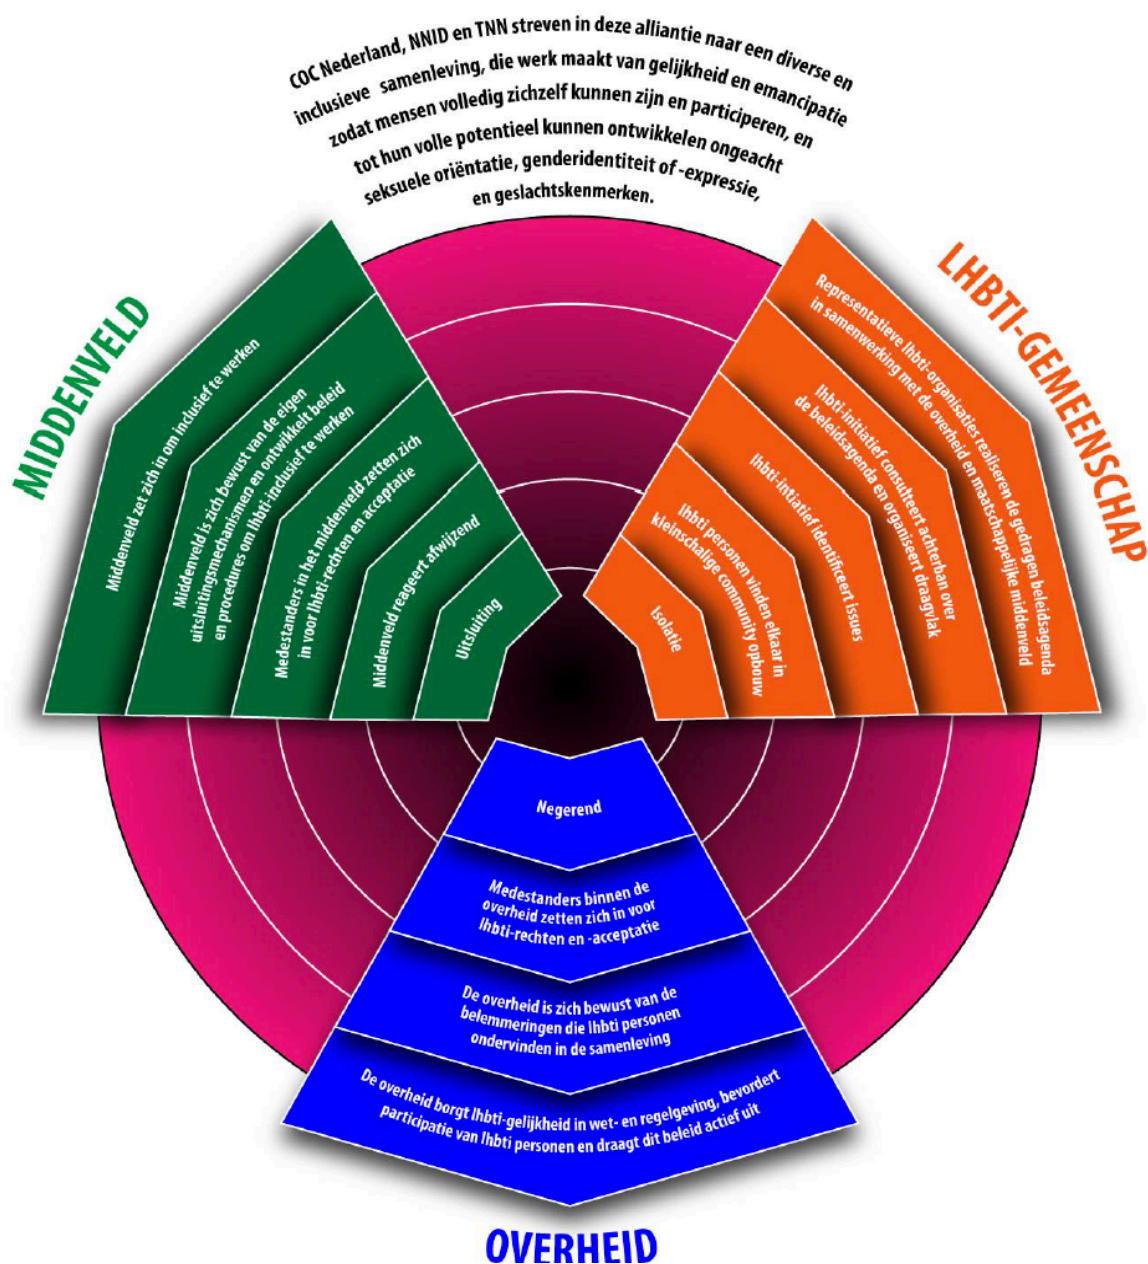 COC Nederland, NNID en TNN streven in deze alliantie naar een diverse en
inclusieve samenleving, die werk maakt van gelijkheid en emancipatie
zodat mensen volledig zichzelf kunnen zijn en participeren, en
tot hun volle potentieel kunnen ontwikkelen ongeacht
seksuele oriëntatie, genderidentiteit of -expressie,
en geslachtskenmerken.
MIDDENVELD
Middenveld zet zich in om inclusief te werken
Middenveld is zich bewust van de eigen
uitsluitingsmechanismen en ontwikkelt beleid
en procedures om lhbti-inclusief te werken
Medestanders in het middenveld zetten zich
in voor lhbti-rechten en acceptatie
Middenveld reageert afwijzend
Uitsluiting
LHBTI-GEMEENSCHAP
Representatieve lhbti-organisaties realiseren de gedragen beleidsagenda
in samenwerking met de overheid en maatschappelijke middenveld
lhbti-initiatief consulteert achterban over
de beleidsagenda en organiseert draagvlak
lhbti-intiatief identificeert issues
lhbti personen vinden elkaar in
kleinschalige community opbouw
Isolatie
Negerend
Medestanders binnen de
overheid zetten zich in voor
lhbti-rechten en -acceptatie
De overheid is zich bewust van de
belemmeringen die lhbti personen
ondervinden in de samenleving
De overheid borgt lhbti-gelijkheid in wet- en regelgeving, bevordert
participatie van lhbti personen en draagt dit beleid actief uit
OVERHEID